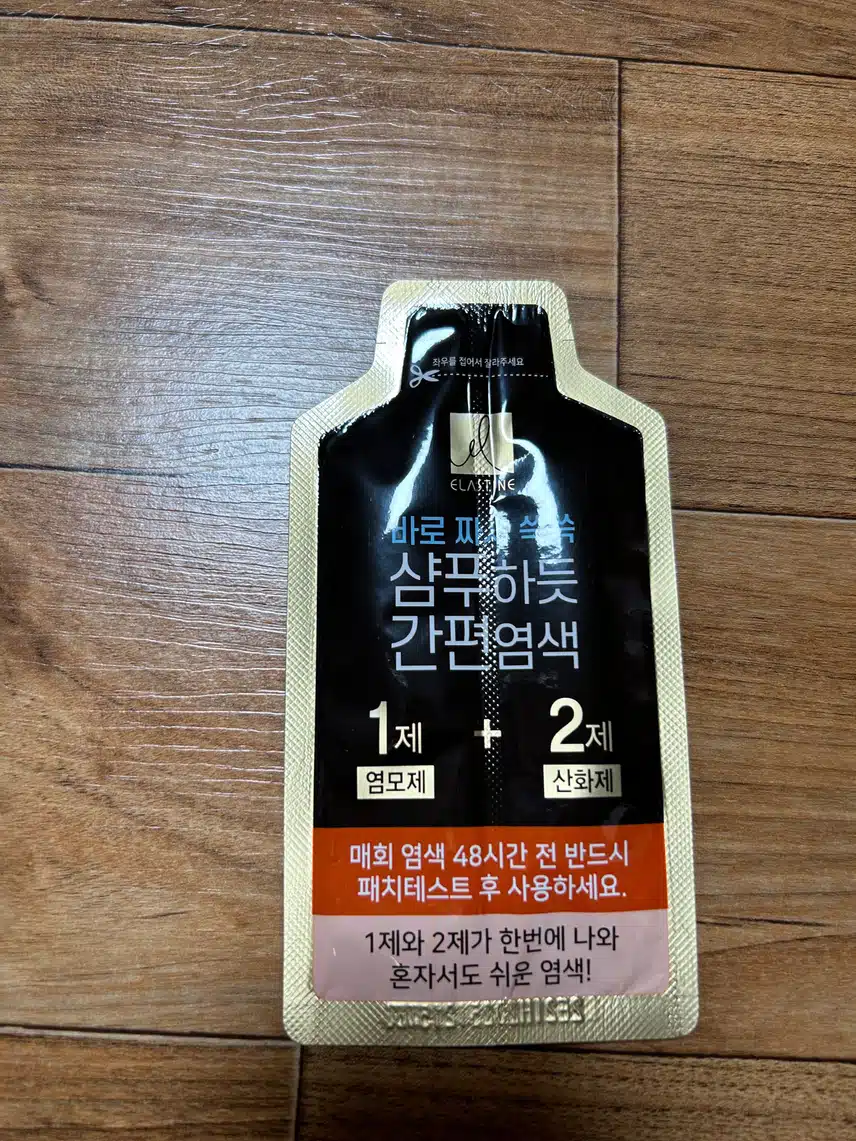 좌우를 접어서 잘라주세요
el
ELASTINE
바로 쓱쓱
샴푸하듯
간편염색
1제 + 2제
염모제 산화제
매회 염색 48시간 전 반드시
패치테스트 후 사용하세요.
1제와 2제가 한번에 나와
혼자서도 쉬운 염색!